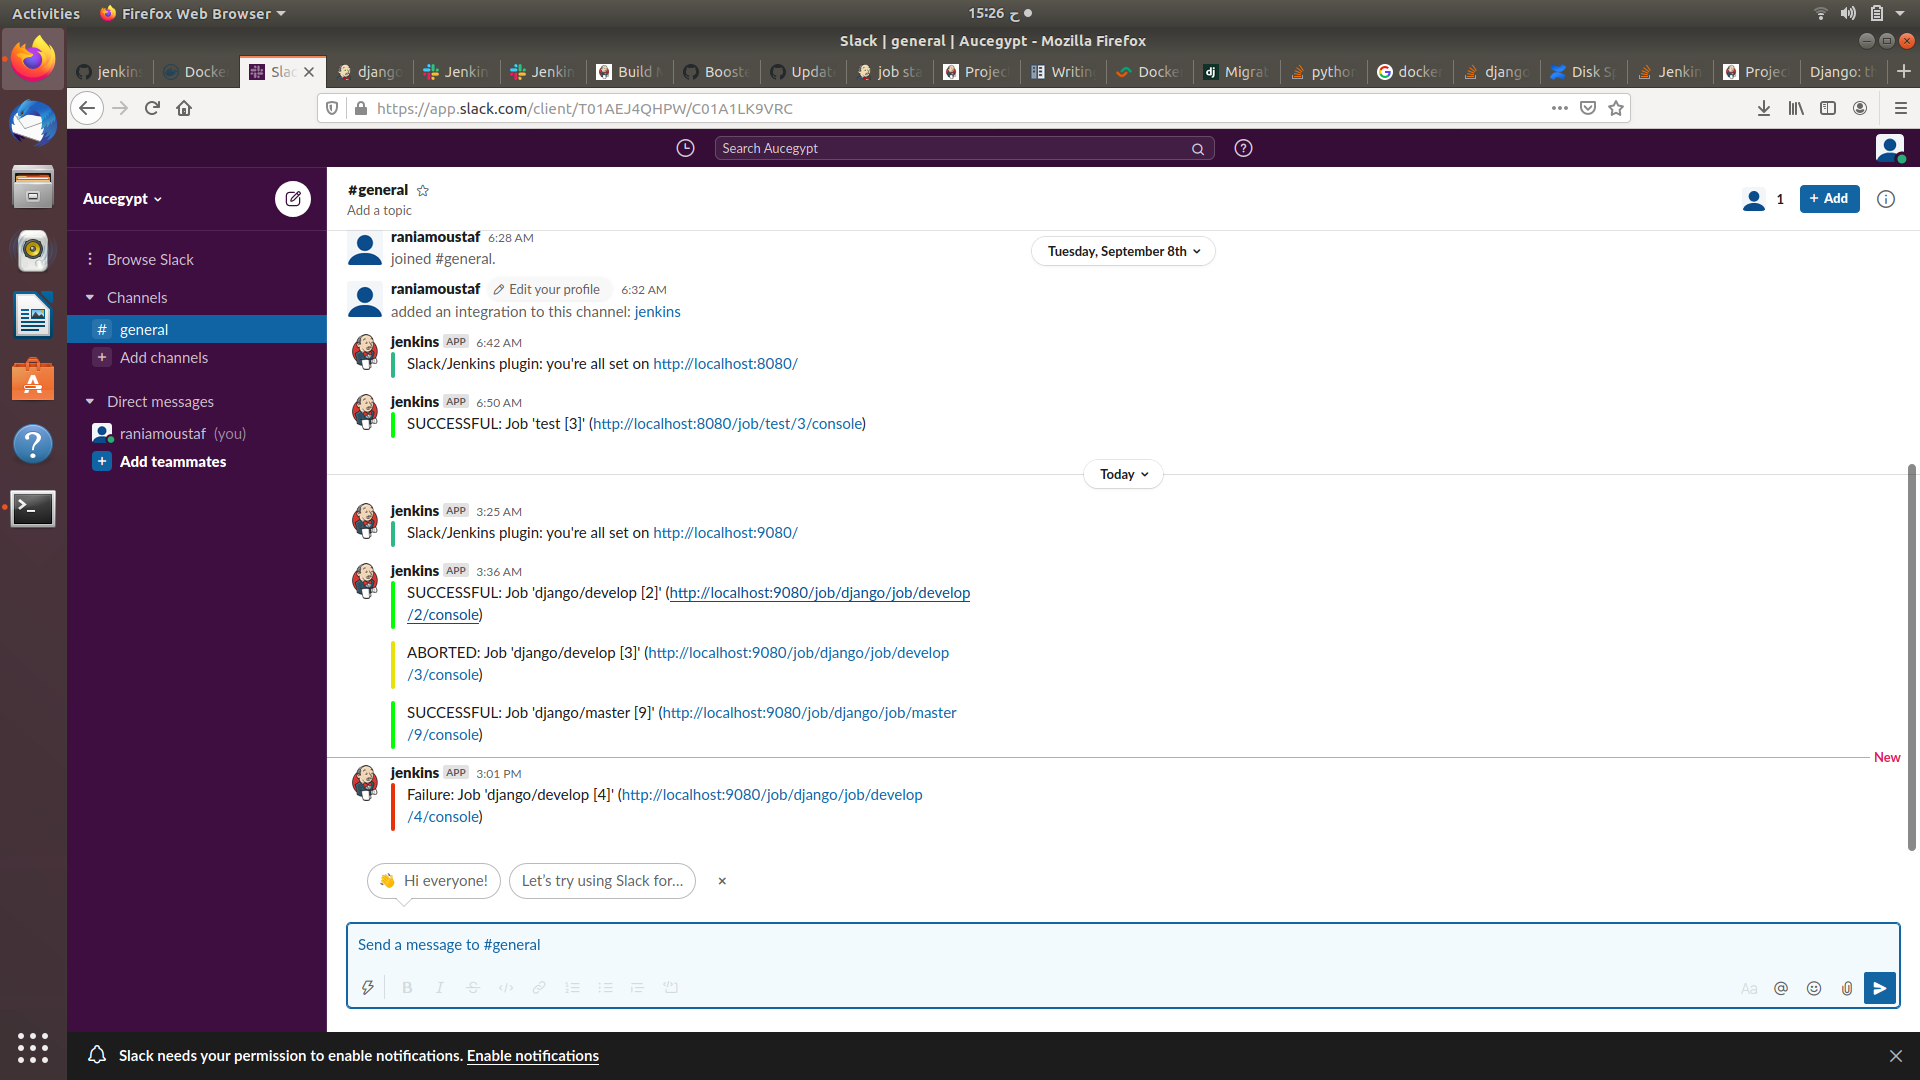 Activities
Firefox Web Browser
15:26 ح
Slack | general | Aucegypt - Mozilla Firefox
jenkins
Docke
Slac
django
Jenkin
Jenkin
Build
Booste
Updat
job sta
Projec
Writin
Docke
Migrat
python
docker
django
Disk Sp
Jenkin
Projec
Django: t
https://app.slack.com/client/T01AEJ4QHPW/C01A1LK9VRC
Search Aucegypt
Aucegypt
Browse Slack
Channels
# general
+ Add channels
Direct messages
raniamoustaf (you)
+ Add teammates
#general
Add a topic
1
+ Add
raniamoustaf 6:28 AM
joined #general.
Tuesday, September 8th
raniamoustaf Edit your profile 6:32 AM
added an integration to this channel: jenkins
jenkins APP 6:42 AM
Slack/Jenkins plugin: you're all set on http://localhost:8080/
jenkins APP 6:50 AM
SUCCESSFUL: Job 'test [3]' (http://localhost:8080/job/test/3/console)
Today
jenkins APP 3:25 AM
Slack/Jenkins plugin: you're all set on http://localhost:9080/
jenkins APP 3:36 AM
SUCCESSFUL: Job 'django/develop [2]' (http://localhost:9080/job/django/job/develop
/2/console)
ABORTED: Job 'django/develop [3]' (http://localhost:9080/job/django/job/develop
/3/console)
SUCCESSFUL: Job 'django/master [9]' (http://localhost:9080/job/django/job/master
/9/console)
New
jenkins APP 3:01 PM
Failure: Job 'django/develop [4]' (http://localhost:9080/job/django/job/develop
/4/console)
👋 Hi everyone!
Let's try using Slack for...
Send a message to #general
B I S
Aa @
Slack needs your permission to enable notifications. Enable notifications